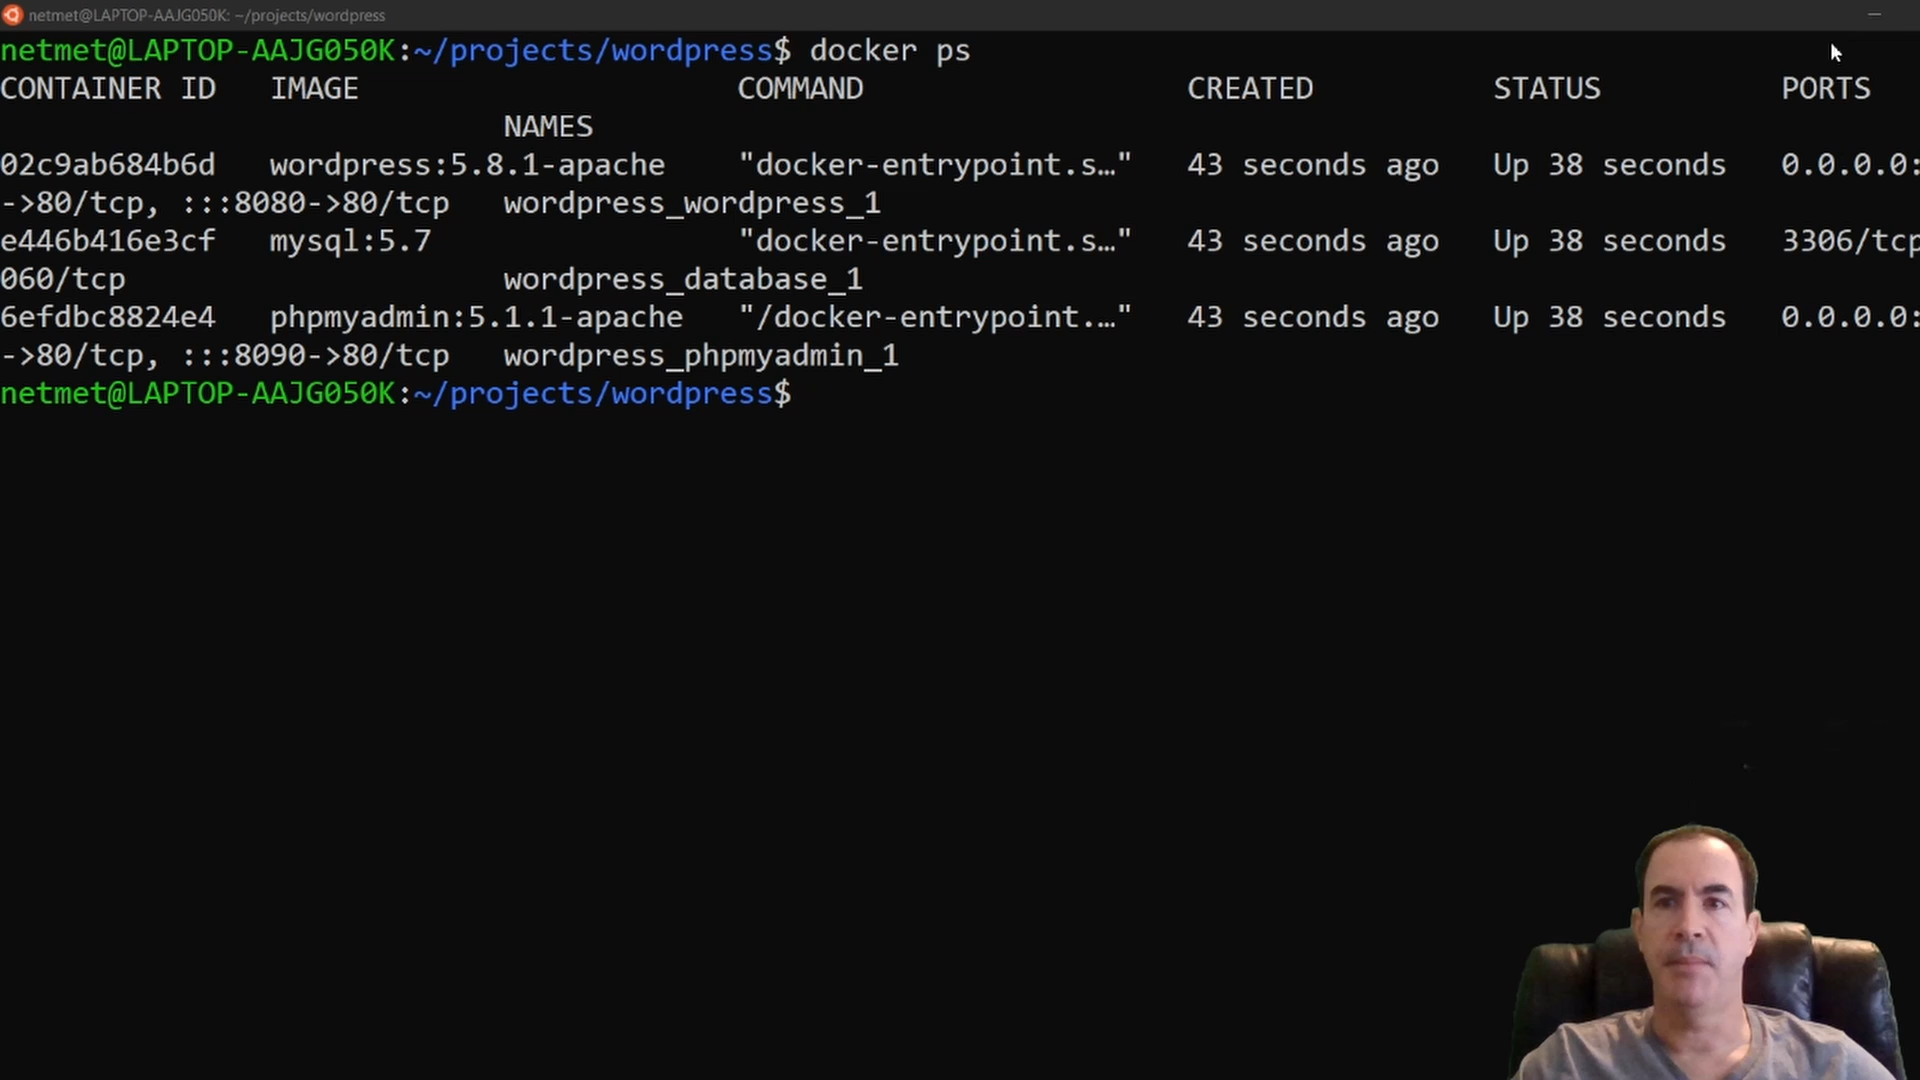 netmet@LAPTOP-AAJG050K: ~/projects/wordpress
netmet@LAPTOP-AAJG050K:~/projects/wordpress$ docker ps
CONTAINER ID IMAGE COMMAND CREATED STATUS PORTS
NAMES
02c9ab684b6d wordpress:5.8.1-apache "docker-entrypoint.s…" 43 seconds ago Up 38 seconds 0.0.0.0:
->80/tcp, :::8080->80/tcp wordpress_wordpress_1
e446b416e3cf mysql:5.7 "docker-entrypoint.s…" 43 seconds ago Up 38 seconds 3306/tcp
060/tcp wordpress_database_1
6efdbc8824e4 phpmyadmin:5.1.1-apache "/docker-entrypoint.…" 43 seconds ago Up 38 seconds 0.0.0.0:
->80/tcp, :::8090->80/tcp wordpress_phpmyadmin_1
netmet@LAPTOP-AAJG050K:~/projects/wordpress$